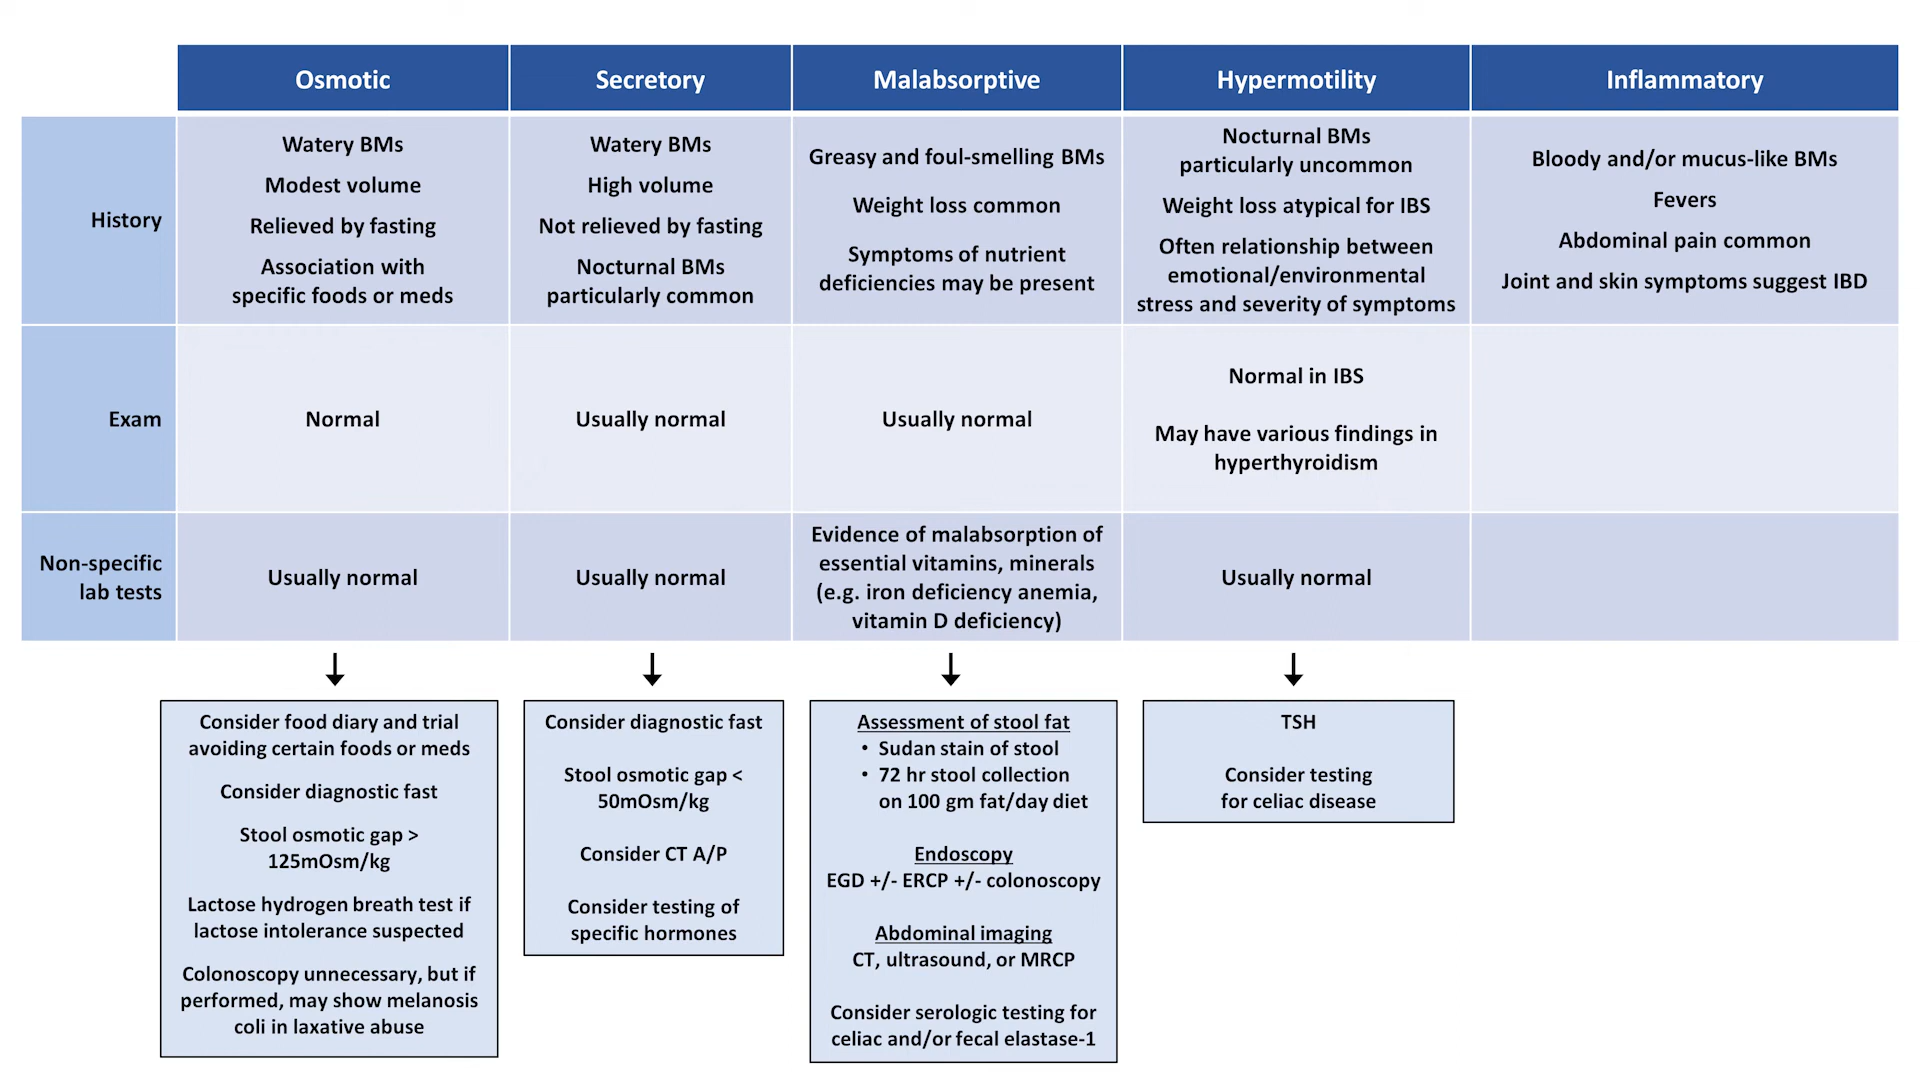 Osmotic
Secretory
Malabsorptive
Hypermotility
Inflammatory
History
Watery BMs
Modest volume
Relieved by fasting
Association with
specific foods or meds
Watery BMs
High volume
Not relieved by fasting
Nocturnal BMs
particularly common
Greasy and foul-smelling BMs
Weight loss common
Symptoms of nutrient
deficiencies may be present
Nocturnal BMs
particularly uncommon
Weight loss atypical for IBS
Often relationship between
emotional/environmental
stress and severity of symptoms
Bloody and/or mucus-like BMs
Fevers
Abdominal pain common
Joint and skin symptoms suggest IBD
Exam
Normal
Usually normal
Usually normal
Normal in IBS
May have various findings in
hyperthyroidism
Non-specific
lab tests
Usually normal
Usually normal
Evidence of malabsorption of
essential vitamins, minerals
(e.g. iron deficiency anemia,
vitamin D deficiency)
Usually normal
Consider food diary and trial
avoiding certain foods or meds
Consider diagnostic fast
Stool osmotic gap >
125mOsm/kg
Lactose hydrogen breath test if
lactose intolerance suspected
Colonoscopy unnecessary, but if
performed, may show melanosis
coli in laxative abuse
Consider diagnostic fast
Stool osmotic gap <
50mOsm/kg
Consider CT A/P
Consider testing of
specific hormones
Assessment of stool fat
• Sudan stain of stool
• 72 hr stool collection
on 100 gm fat/day diet
Endoscopy
EGD +/- ERCP +/- colonoscopy
Abdominal imaging
CT, ultrasound, or MRCP
Consider serologic testing for
celiac and/or fecal elastase-1
TSH
Consider testing
for celiac disease